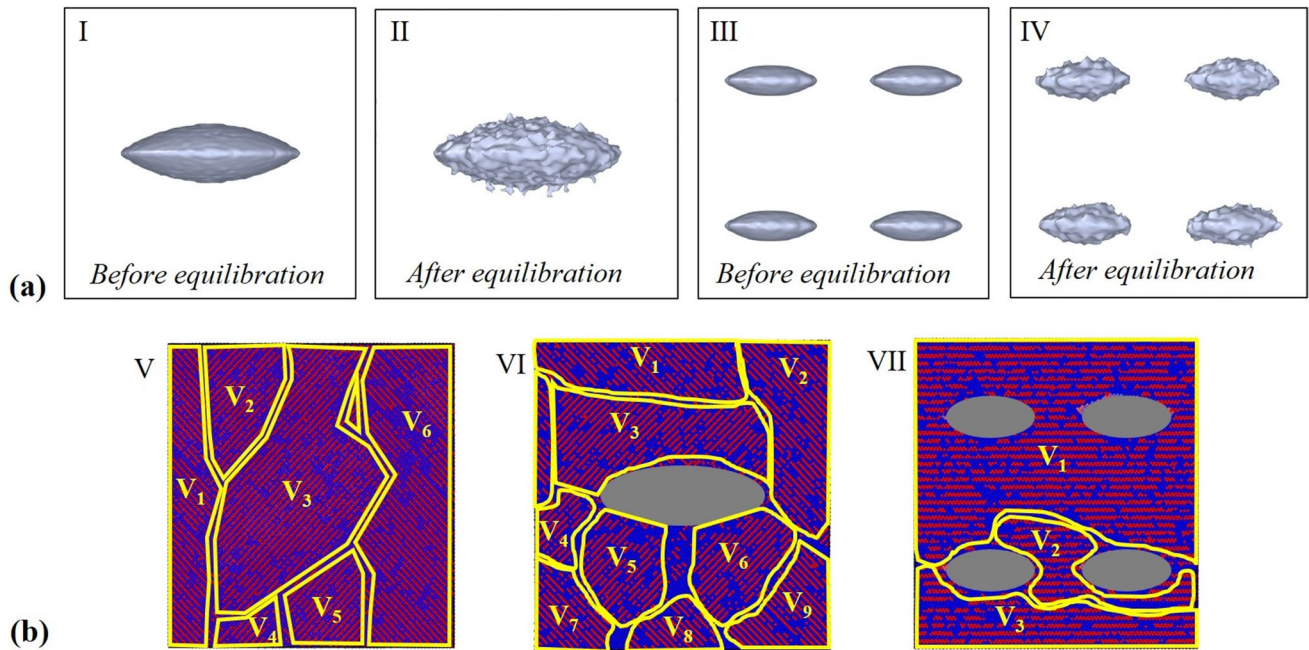 I
II
III
IV
(a)
Before equilibration
After equilibration
Before equilibration
After equilibration
V
V₁
V₂
V₃
V₄
V₅
V₆
VI
V₁
V₂
V₃
V₄
V₅
V₆
V₇
V₈
V₉
VII
V₁
V₂
V₃
(b)